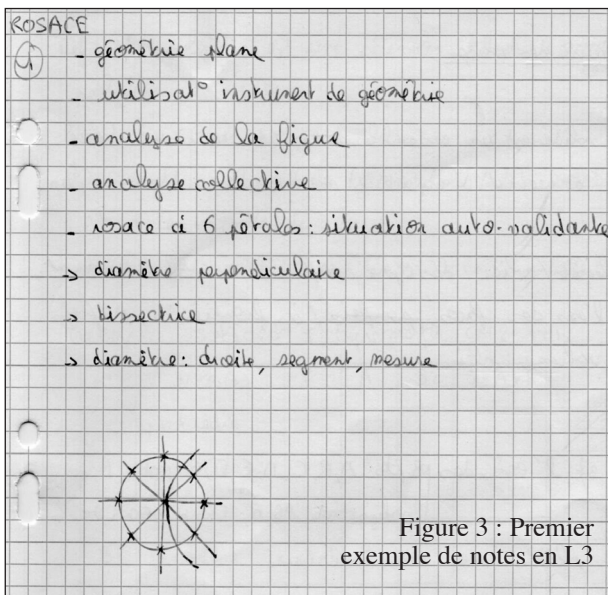 ROSACE
- géométrie plane
- utilisat° instrument de géométrie
- analyse de la figure
- analyse collective
- rosace à 6 pétales : situation auto-validante
-> diamètre perpendiculaire
-> bissectrice
-> diamètre : droite, segment, mesure
Figure 3 : Premier
exemple de notes en L3